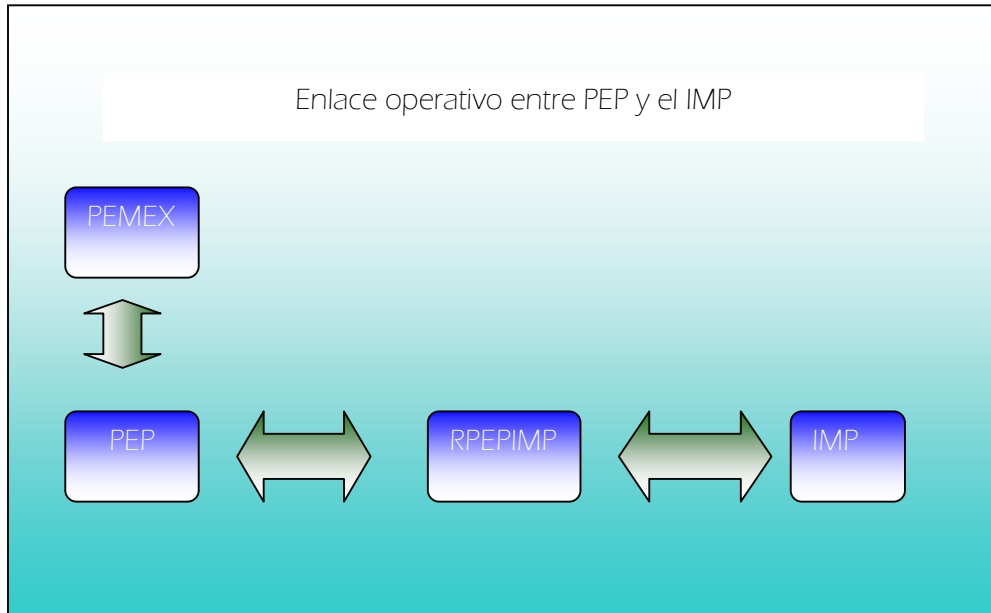 Enlace operativo entre PEP y el IMP
PEMEX
PEP
RPEPIMP
IMP